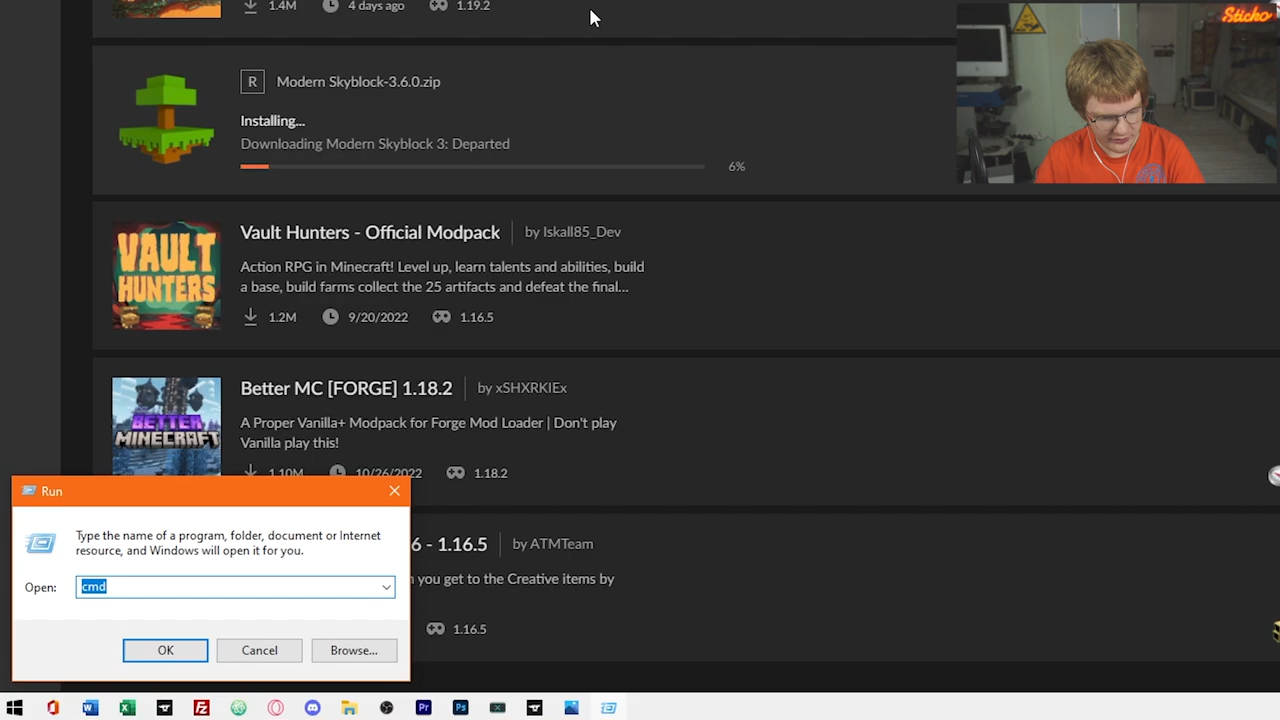 1.4M 4 days ago 1.19.2
Sticko
R Modern Skyblock-3.6.0.zip
Installing...
Downloading Modern Skyblock 3: Departed
6%
VAULT
HUNTERS
Vault Hunters - Official Modpack by Iskall85_Dev
Action RPG in Minecraft! Level up, learn talents and abilities, build
a base, build farms collect the 25 artifacts and defeat the final...
1.2M 9/20/2022 1.16.5
BETTER
MINECRAFT
Better MC [FORGE] 1.18.2 by xSHXRKIEx
A Proper Vanilla+ Modpack for Forge Mod Loader | Don't play
Vanilla play this!
1.10M 10/26/2022 1.18.2
6 - 1.16.5 by ATMTeam
you get to the Creative items by
1.16.5
Run
Type the name of a program, folder, document or Internet
resource, and Windows will open it for you.
Open: cmd
OK Cancel Browse...
W X Fz Pr Ps